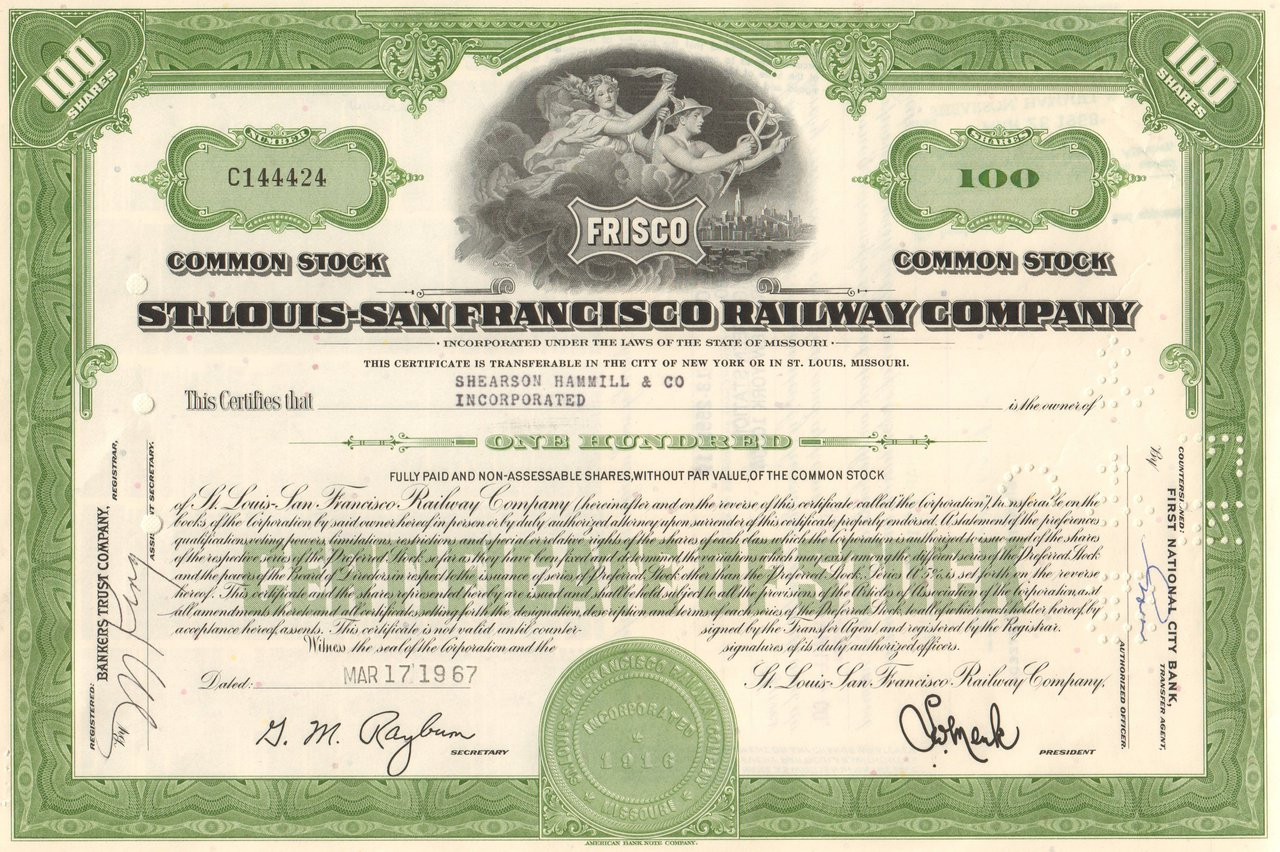 100 SHARES
100 SHARES
NUMBER
C144424
SHARES
100
FRISCO
COMMON STOCK
COMMON STOCK
ST. LOUIS-SAN FRANCISCO RAILWAY COMPANY
INCORPORATED UNDER THE LAWS OF THE STATE OF MISSOURI
THIS CERTIFICATE IS TRANSFERABLE IN THE CITY OF NEW YORK OR IN ST. LOUIS, MISSOURI.
SHEARSON HAMMILL & CO
This Certifies that INCORPORATED is the owner of
ONE HUNDRED
FULLY PAID AND NON-ASSESSABLE SHARES, WITHOUT PAR VALUE, OF THE COMMON STOCK
of St. Louis-San Francisco Railway Company (hereinafter and on the reverse of this certificate called "the Corporation"), transferable on the
books of the Corporation by said owner hereof in person or by duly authorized attorney upon surrender of this certificate properly endorsed. A statement of the preferences
qualifications, voting powers, limitations, restrictions and special or relative rights of the shares of each class which the Corporation is authorized to issue and of the shares
of the respective series of the Preferred Stock, so far as they have been fixed and determined, the variations which may exist among the different series of the Preferred Stock
and the powers of the Board of Directors in respect to the issuance of series of Preferred Stock other than the Preferred Stock, Series A 5%, is set forth on the reverse
hereof. This certificate and the shares represented hereby are issued and shall be held subject to all the provisions of the Articles of Association of the corporation, as t
all amendments thereto and all certificates setting forth the designation, description and terms of each series of the Preferred Stock to all of which each holder hereof, by
acceptance hereof, assents. This certificate is not valid until counter-signed by the Transfer Agent and registered by the Registrar.
Witness the seal of the Corporation and the signatures of its duly authorized officers.
CERTIFICATE OF STOCK
Dated: MAR 17 1967
St. Louis-San Francisco Railway Company,
G. M. Rayburn
SECRETARY
PRESIDENT
ST. LOUIS-SAN FRANCISCO RAILWAY COMPANY
INCORPORATED
1916
MISSOURI
REGISTERED:
BANKERS TRUST COMPANY,
REGISTRAR,
By
ASSIST SECRETARY.
COUNTERSIGNED:
FIRST NATIONAL CITY BANK,
TRANSFER AGENT,
By
AUTHORIZED OFFICER.
AMERICAN BANK NOTE COMPANY.